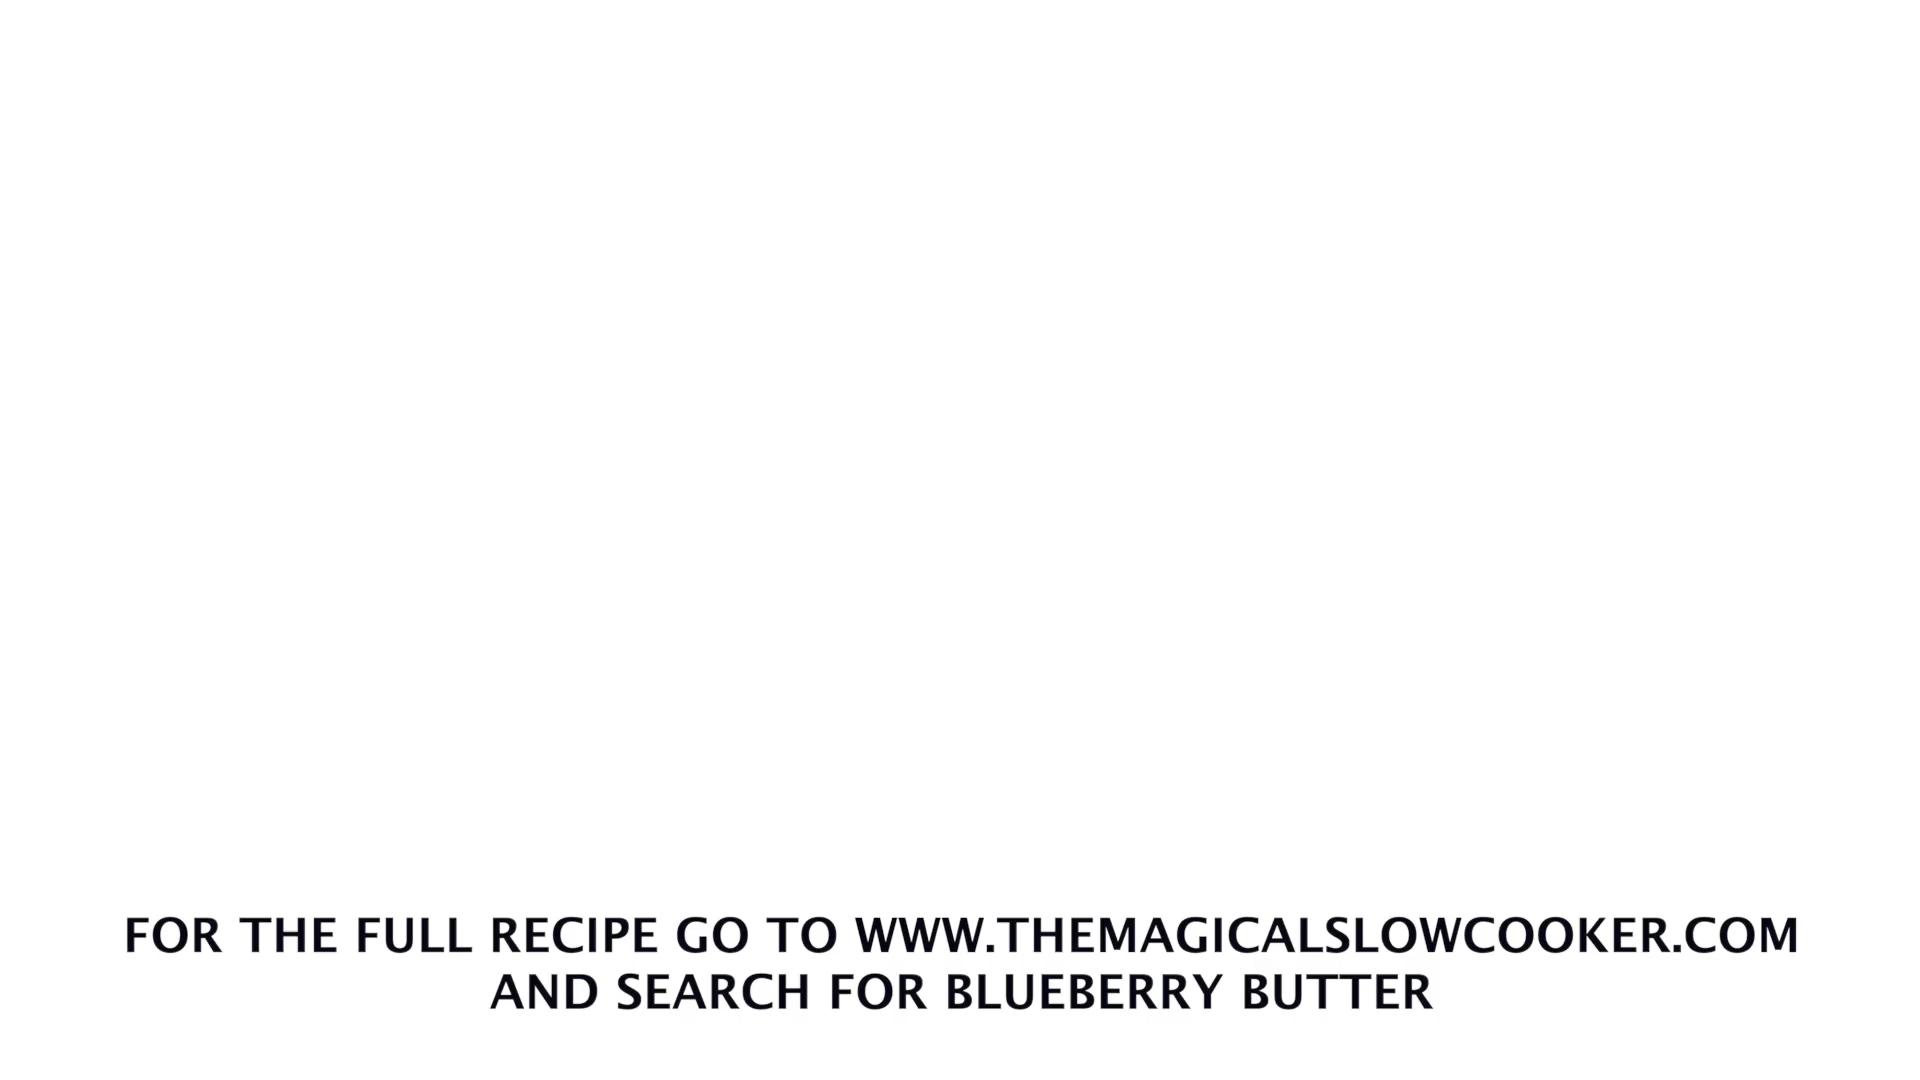 FOR THE FULL RECIPE GO TO WWW.THEMAGICALSLOWCOOKER.COM
AND SEARCH FOR BLUEBERRY BUTTER